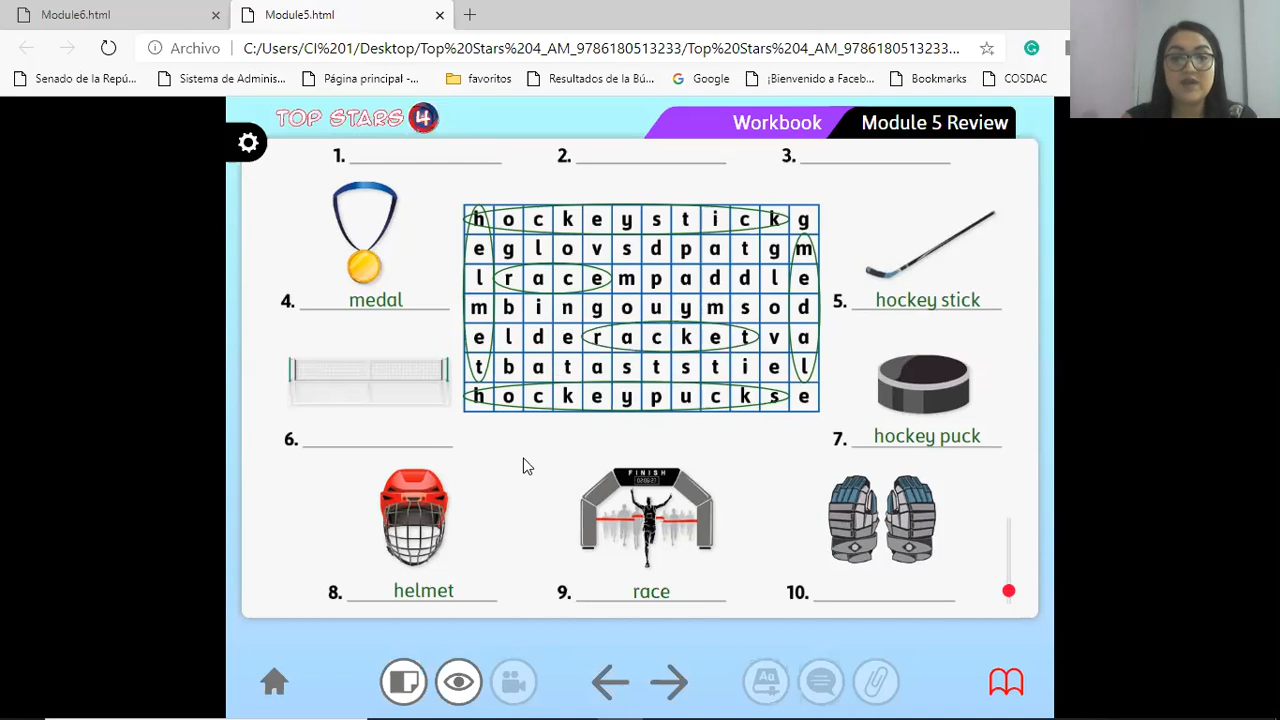 Module6.html
Module5.html
Archivo C:/Users/CI%201/Desktop/Top%20Stars%204_AM_9786180513233/Top%20Stars%204_AM_9786180513233...
Senado de la Repú... Sistema de Adminis... Página principal -... favoritos Resultados de la Bú... Google ¡Bienvenido a Faceb... Bookmarks COSDAC
TOP STARS 4
Workbook Module 5 Review
1. 2. 3.
h o c k e y s t i c k g
e g l o v s d p a t g m
l r a c e m p a d d l e
m b i n g o u y m s o d
e l d e r a c k e t v a
t b a t a s t s t i e l
h o c k e y p u c k s e
4. medal
5. hockey stick
6.
7. hockey puck
FINISH
8. helmet
9. race
10.
Aa